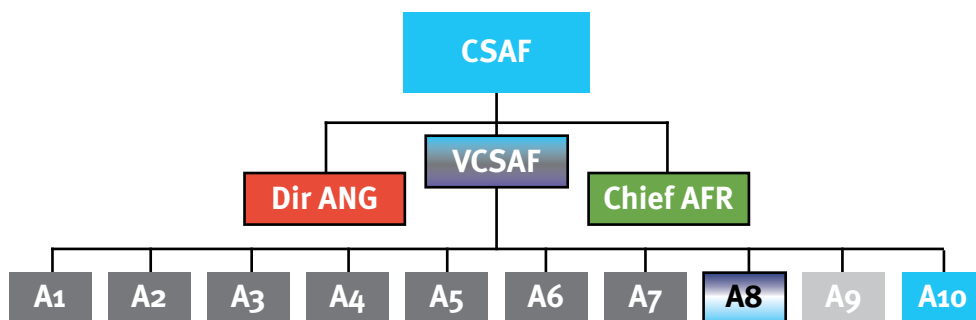 CSAF
VCSAF
Dir ANG
Chief AFR
A1 A2 A3 A4 A5 A6 A7 A8 A9 A10